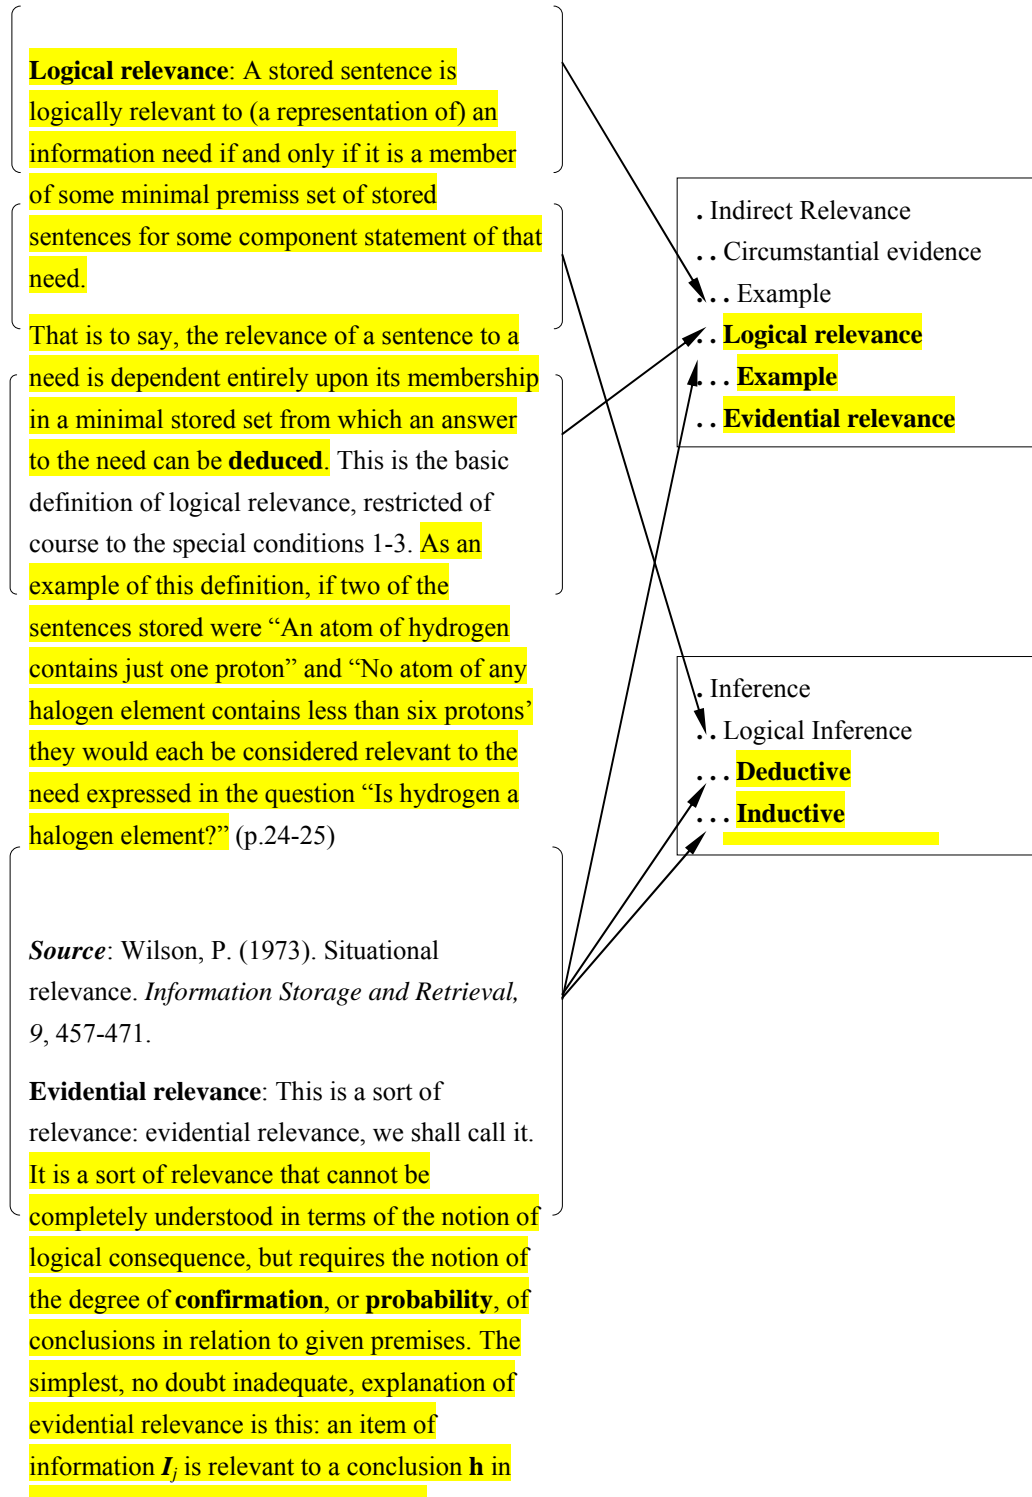 Logical relevance: A stored sentence is
logically relevant to (a representation of) an
information need if and only if it is a member
of some minimal premiss set of stored
sentences for some component statement of that
need.
That is to say, the relevance of a sentence to a
need is dependent entirely upon its membership
in a minimal stored set from which an answer
to the need can be deduced. This is the basic
definition of logical relevance, restricted of
course to the special conditions 1-3. As an
example of this definition, if two of the
sentences stored were “An atom of hydrogen
contains just one proton” and “No atom of any
halogen element contains less than six protons’
they would each be considered relevant to the
need expressed in the question “Is hydrogen a
halogen element?” (p.24-25)
Source: Wilson, P. (1973). Situational
relevance. Information Storage and Retrieval,
9, 457-471.
Evidential relevance: This is a sort of
relevance: evidential relevance, we shall call it.
It is a sort of relevance that cannot be
completely understood in terms of the notion of
logical consequence, but requires the notion of
the degree of confirmation, or probability, of
conclusions in relation to given premises. The
simplest, no doubt inadequate, explanation of
evidential relevance is this: an item of
information Ij is relevant to a conclusion h in
. Indirect Relevance
. . Circumstantial evidence
. . . Example
. . Logical relevance
. . . Example
. . Evidential relevance
. Inference
. . Logical Inference
. . . Deductive
. . . Inductive